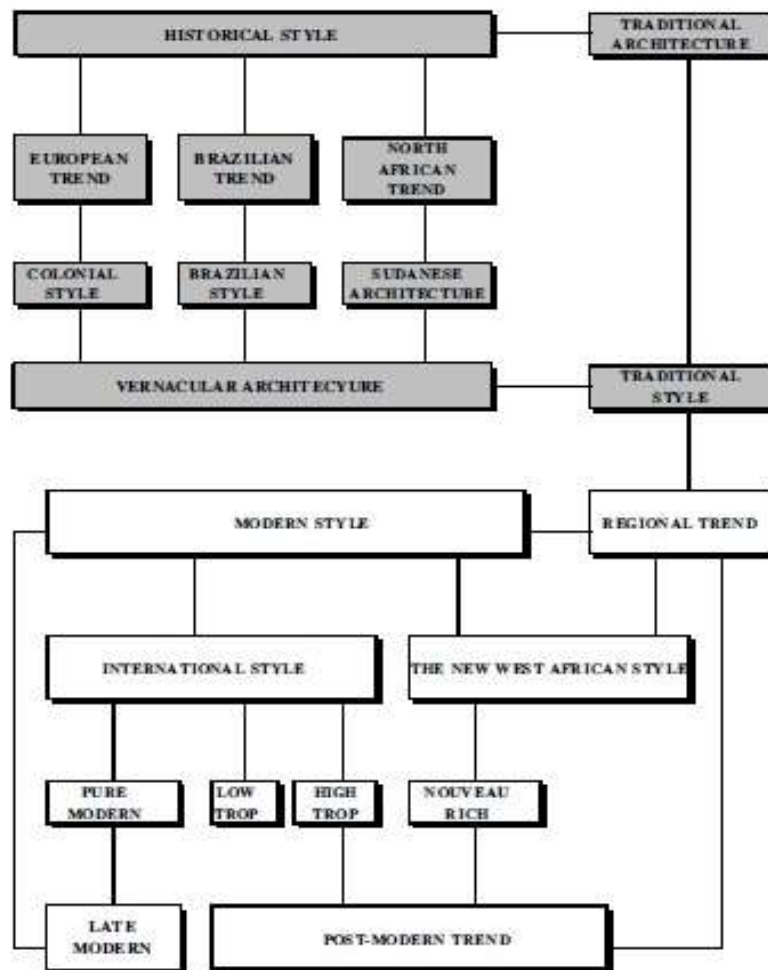 HISTORICAL STYLE
TRADITIONAL
ARCHITECTURE
EUROPEAN
TREND
BRAZILIAN
TREND
NORTH
AFRICAN
TREND
COLONIAL
STYLE
BRAZILIAN
STYLE
SUDANESE
ARCHITECTURE
VERNACULAR ARCHITECYURE
TRADITIONAL
STYLE
MODERN STYLE
REGIONAL TREND
INTERNATIONAL STYLE
THE NEW WEST AFRICAN STYLE
PURE
MODERN
LOW
TROP
HIGH
TROP
NOUVEAU
RICH
LATE
MODERN
POST-MODERN TREND